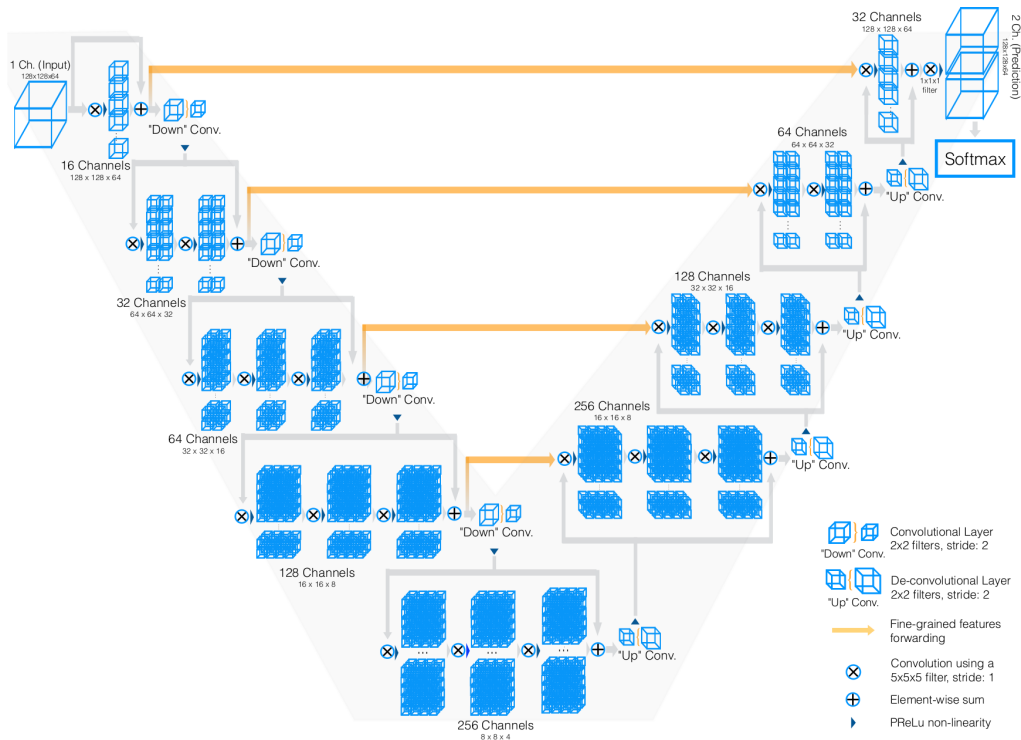 1 Ch. (Input)
128x128x64
"Down" Conv.
16 Channels
128 x 128 x 64
"Down" Conv.
32 Channels
64 x 64 x 32
"Down" Conv.
64 Channels
32 x 32 x 16
"Down" Conv.
128 Channels
16 x 16 x 8
...
...
...
256 Channels
8 x 8 x 4
"Up" Conv.
256 Channels
16 x 16 x 8
"Up" Conv.
128 Channels
32 x 32 x 16
"Up" Conv.
64 Channels
64 x 64 x 32
"Up" Conv.
32 Channels
128 x 128 x 64
1x1x1
filter
2 Ch. (Prediction)
128x128x64
Softmax
"Down" Conv.
Convolutional Layer
2x2 filters, stride: 2
"Up" Conv.
De-convolutional Layer
2x2 filters, stride: 2
Fine-grained features
forwarding
Convolution using a
5x5x5 filter, stride: 1
Element-wise sum
PReLu non-linearity